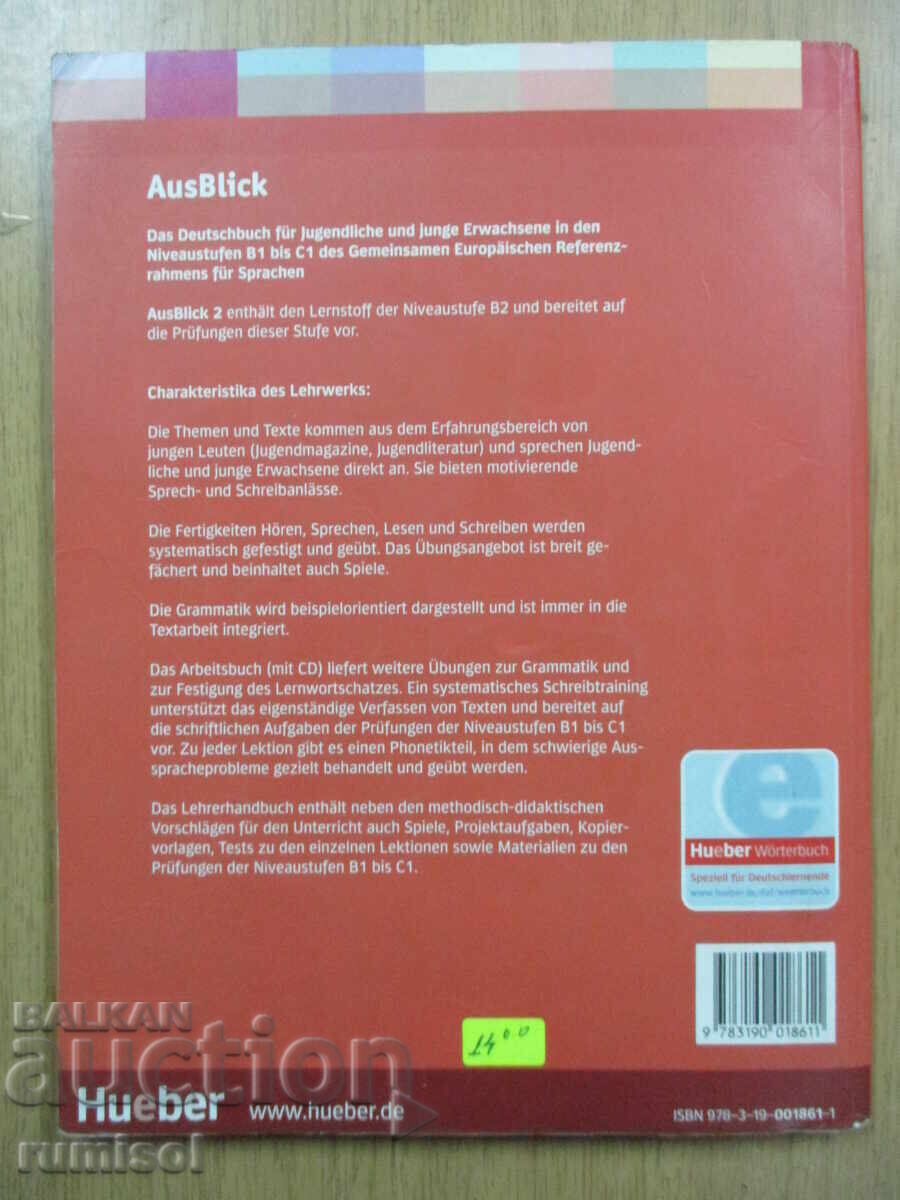 AusBlick
Das Deutschbuch für Jugendliche und junge Erwachsene in den
Niveaustufen B1 bis C1 des Gemeinsamen Europäischen Referenz-
rahmens für Sprachen
AusBlick 2 enthält den Lernstoff der Niveaustufe B2 und bereitet auf
die Prüfungen dieser Stufe vor.
Charakteristika des Lehrwerks:
Die Themen und Texte kommen aus dem Erfahrungsbereich von
jungen Leuten (Jugendmagazine, Jugendliteratur) und sprechen Jugend-
liche und junge Erwachsene direkt an. Sie bieten motivierende
Sprech- und Schreibanlässe.
Die Fertigkeiten Hören, Sprechen, Lesen und Schreiben werden
systematisch gefestigt und geübt. Das Übungsangebot ist breit ge-
fächert und beinhaltet auch Spiele.
Die Grammatik wird beispielorientiert dargestellt und ist immer in die
Textarbeit integriert.
Das Arbeitsbuch (mit CD) liefert weitere Übungen zur Grammatik und
zur Festigung des Lernwortschatzes. Ein systematisches Schreibtraining
unterstützt das eigenständige Verfassen von Texten und bereitet auf
die schriftlichen Aufgaben der Prüfungen der Niveaustufen B1 bis C1
vor. Zu jeder Lektion gibt es einen Phonetikteil, in dem schwierige Aus-
spracheprobleme gezielt behandelt und geübt werden.
Das Lehrerhandbuch enthält neben den methodisch-didaktischen
Vorschlägen für den Unterricht auch Spiele, Projektaufgaben, Kopier-
vorlagen, Tests zu den einzelnen Lektionen sowie Materialien zu den
Prüfungen der Niveaustufen B1 bis C1.
e
Hueber Wörterbuch
Speziell für Deutschlernende
www.hueber.de/daf/woerterbuch
9 783190 018611
14 00
BALKAN
auction
Hueber www.hueber.de
ISBN 978-3-19-001861-1
rumisol